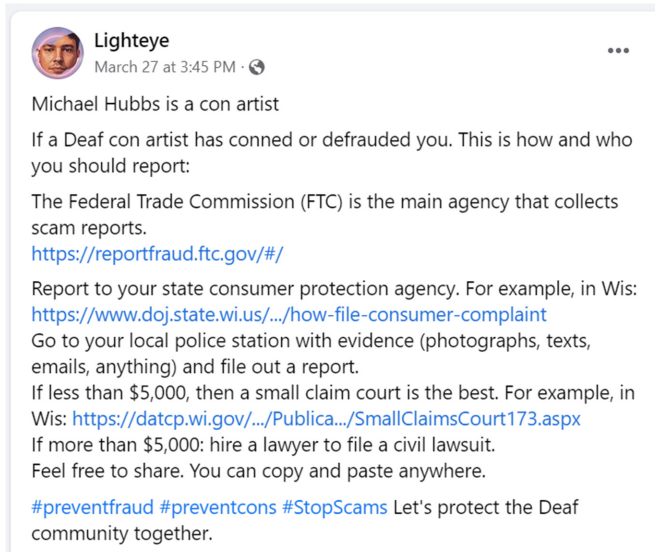 Lighteye
March 27 at 3:45 PM ·
Michael Hubbs is a con artist
If a Deaf con artist has conned or defrauded you. This is how and who
you should report:
The Federal Trade Commission (FTC) is the main agency that collects
scam reports.
https://reportfraud.ftc.gov/#/
Report to your state consumer protection agency. For example, in Wis:
https://www.doj.state.wi.us/.../how-file-consumer-complaint
Go to your local police station with evidence (photographs, texts,
emails, anything) and file out a report.
If less than $5,000, then a small claim court is the best. For example, in
Wis: https://datcp.wi.gov/.../Publica.../SmallClaimsCourt173.aspx
If more than $5,000: hire a lawyer to file a civil lawsuit.
Feel free to share. You can copy and paste anywhere.
#preventfraud #preventcons #StopScams Let's protect the Deaf
community together.